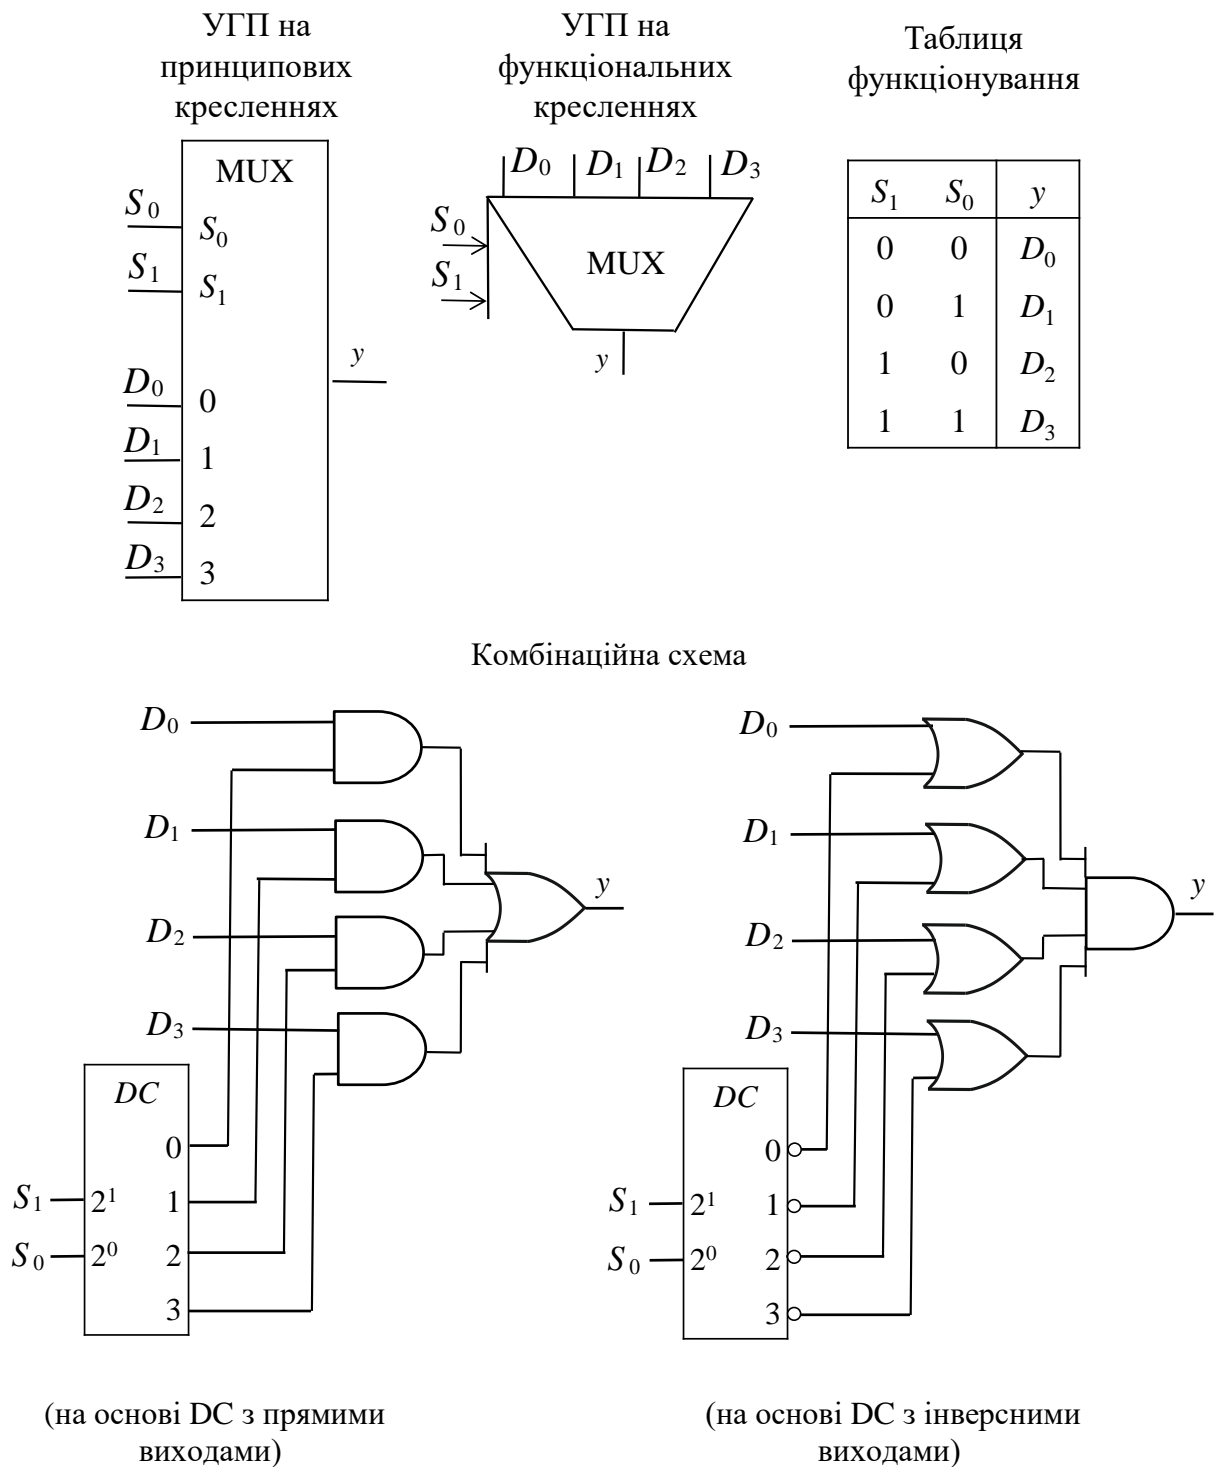 УГП на
принципових
кресленнях
УГП на
функціональних
кресленнях
Таблиця
функціонування
MUX
S₀
S₀
S₁
S₁
y
D₀
0
D₁
1
D₂
2
D₃
3
D₀ D₁ D₂ D₃
S₀
MUX
S₁
y
S₁ S₀ y
0 0 D₀
0 1 D₁
1 0 D₂
1 1 D₃
Комбінаційна схема
D₀
D₁
y
D₂
D₃
DC
0
S₁ 2¹ 1
S₀ 2⁰ 2
3
(на основі DC з прямими
виходами)
D₀
D₁
y
D₂
D₃
DC
0
S₁ 2¹ 1
S₀ 2⁰ 2
3
(на основі DC з інверсними
виходами)